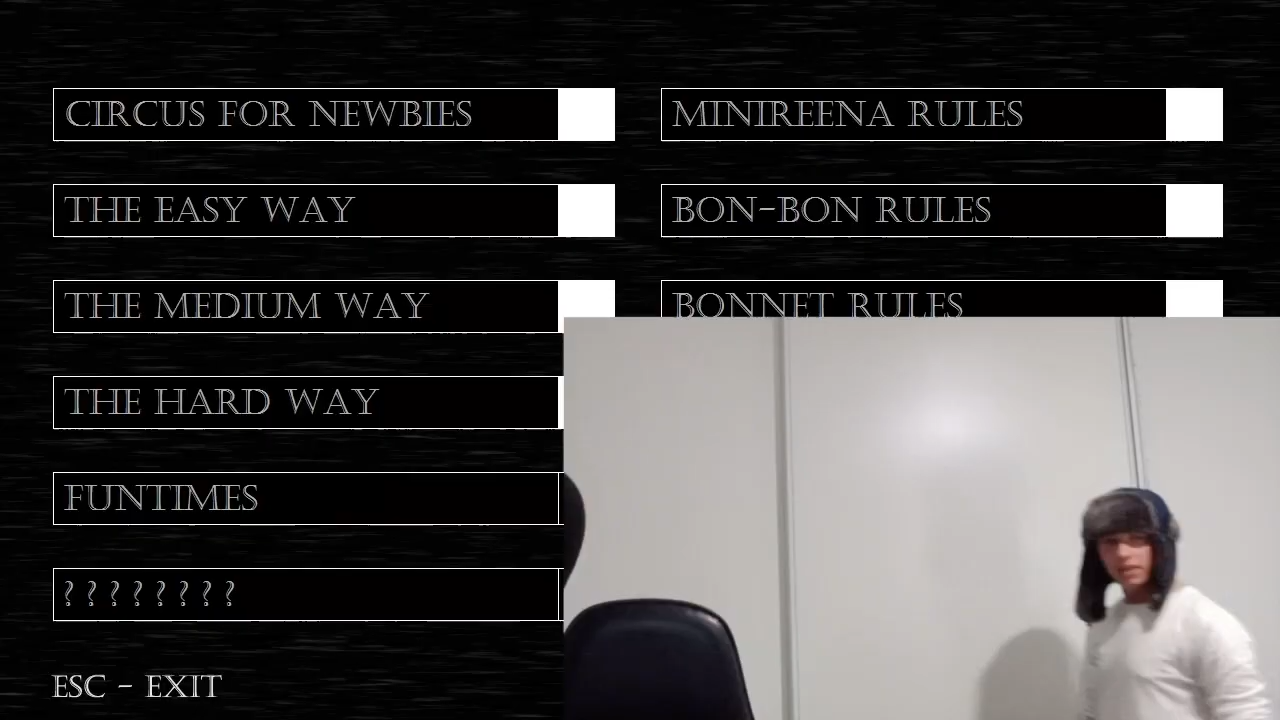 CIRCUS FOR NEWBIES
THE EASY WAY
THE MEDIUM WAY
THE HARD WAY
FUNTIMES
? ? ? ? ? ? ? ?
MINIREENA RULES
BON-BON RULES
BONNET RULES
ESC - EXIT